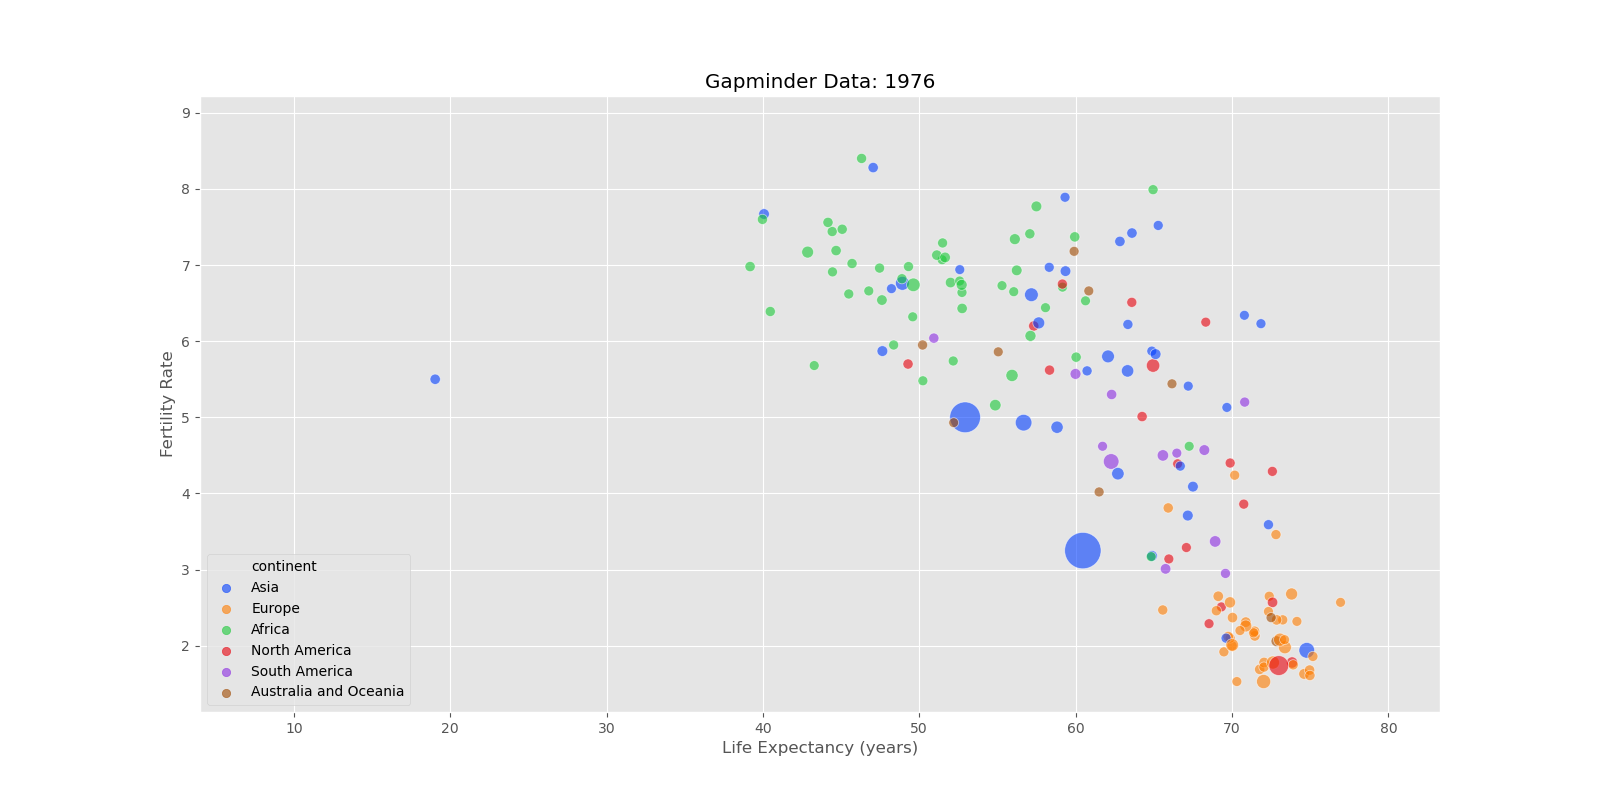 Gapminder Data: 1976
Fertility Rate
9
8
7
6
5
4
3
2
continent
Asia
Europe
Africa
North America
South America
Australia and Oceania
10 20 30 40 50 60 70 80
Life Expectancy (years)